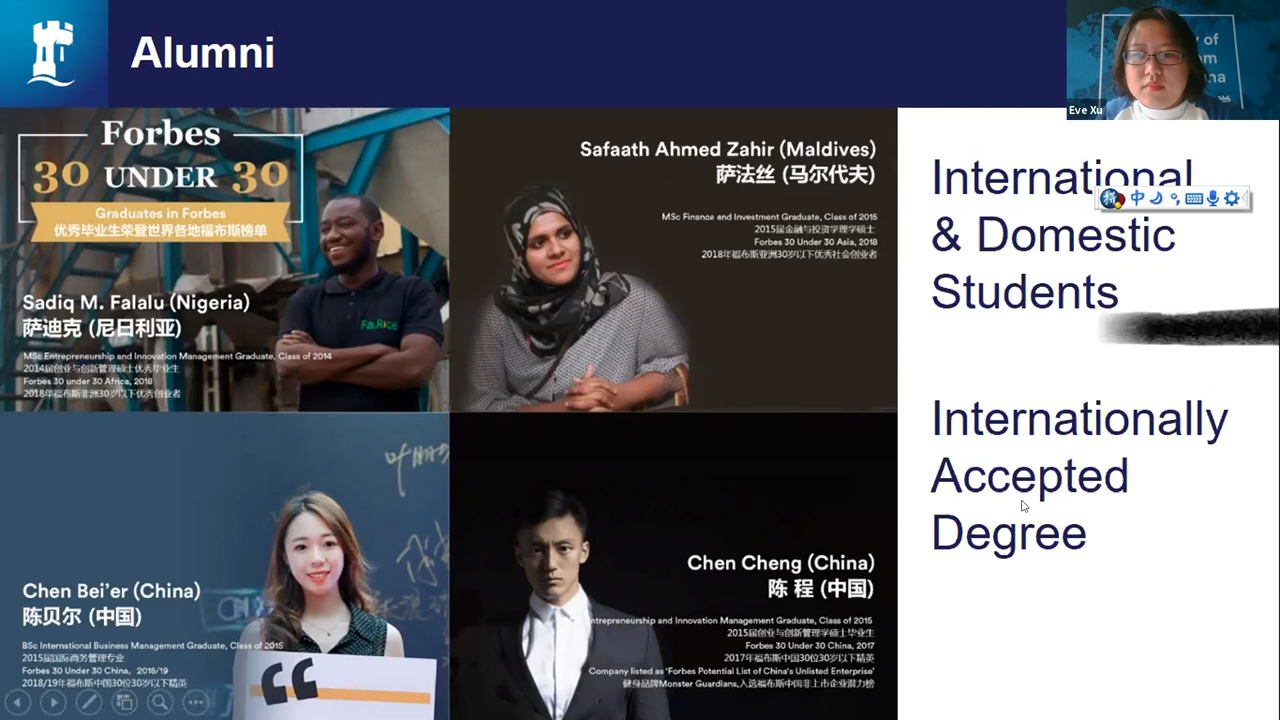 Alumni
y of
m
na
Eve Xu
Forbes
30 UNDER 30
Graduates in Forbes
优秀毕业生荣登世界各地福布斯榜单
Sadiq M. Falalu (Nigeria)
萨迪克 (尼日利亚)
MSc Entrepreneurship and Innovation Management Graduate, Class of 2014
2014届创业与创新管理硕士优秀毕业生
Forbes 30 under 30 Africa, 2018
2018年福布斯非洲30岁以下优秀创业者
FalRice
Safaath Ahmed Zahir (Maldives)
萨法丝 (马尔代夫)
MSc Finance and Investment Graduate, Class of 2015
2015届金融与投资学理学硕士
Forbes 30 Under 30 Asia, 2018
2018年福布斯亚洲30岁以下优秀社会创业者
International
& Domestic
Students
拼
中
Internationally
Accepted
Degree
Chen Bei'er (China)
陈贝尔 (中国)
BSc International Business Management Graduate, Class of 2015
2015届国际商务管理专业
Forbes 30 Under 30 China, 2018/19
2018/19年福布斯中国30位30岁以下精英
Chen Cheng (China)
陈 程 (中国)
ntrepreneurship and Innovation Management Graduate, Class of 2015
2015届创业与创新管理学硕士毕业生
Forbes 30 Under 30 China, 2017
2017年福布斯中国30位30岁以下精英
Company listed as 'Forbes Potential List of China's Unlisted Enterprise'
健身品牌Monster Guardians,入选福布斯中国非上市企业潜力榜